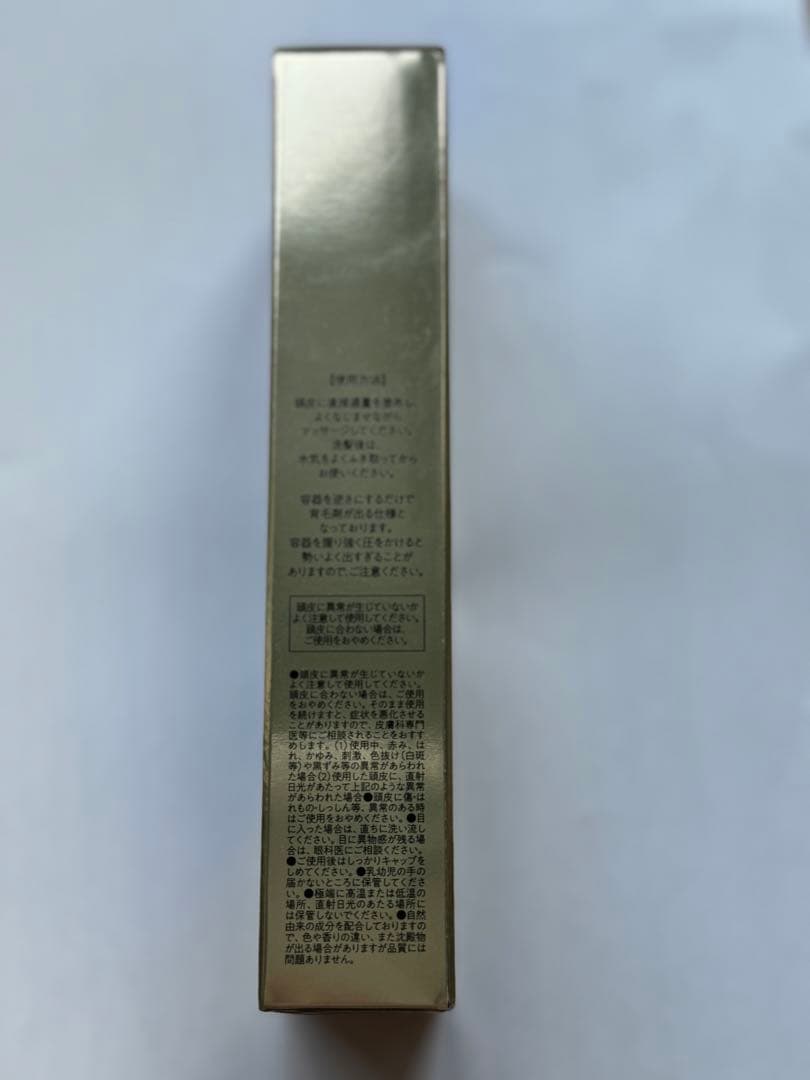 【使用方法】
頭皮に直接適量を塗布し、
よくなじませながら
マッサージしてください。
洗髪後は、
水気をよくふき取ってから
お使いください。
容器を逆さにするだけで
育毛剤が出る仕様と
なっております。
容器を握り強く圧をかけると
勢いよく出すぎることが
ありますので、ご注意ください。
頭皮に異常が生じていないか
よく注意して使用してください。
頭皮に合わない場合は、
ご使用をおやめください。
●頭皮に異常が生じていないか
よく注意して使用してください。
頭皮に合わない場合は、ご使用
をおやめください。そのまま使用
を続けますと、症状を悪化させる
ことがありますので、皮膚科専門
医等にご相談されることをおすす
めします。(1)使用中、赤み、は
れ、かゆみ、刺激、色抜け(白斑
等)や黒ずみ等の異常があらわれ
た場合(2)使用した頭皮に、直射
日光があたって上記のような異常
があらわれた場合●頭皮に傷・は
れもの・しっしん等、異常のある時
はご使用をおやめください。●目
に入った場合は、直ちに洗い流し
てください。目に異物感が残る場
合は、眼科医にご相談ください。
●ご使用後はしっかりキャップを
しめてください。●乳幼児の手の
届かないところに保管してくださ
い。●極端に高温または低温の
場所、直射日光のあたる場所に
は保管しないでください。●自然
由来の成分を配合しておりますの
で、色や香りの違い、また沈殿物
が出る場合がありますが品質には
問題ありません。